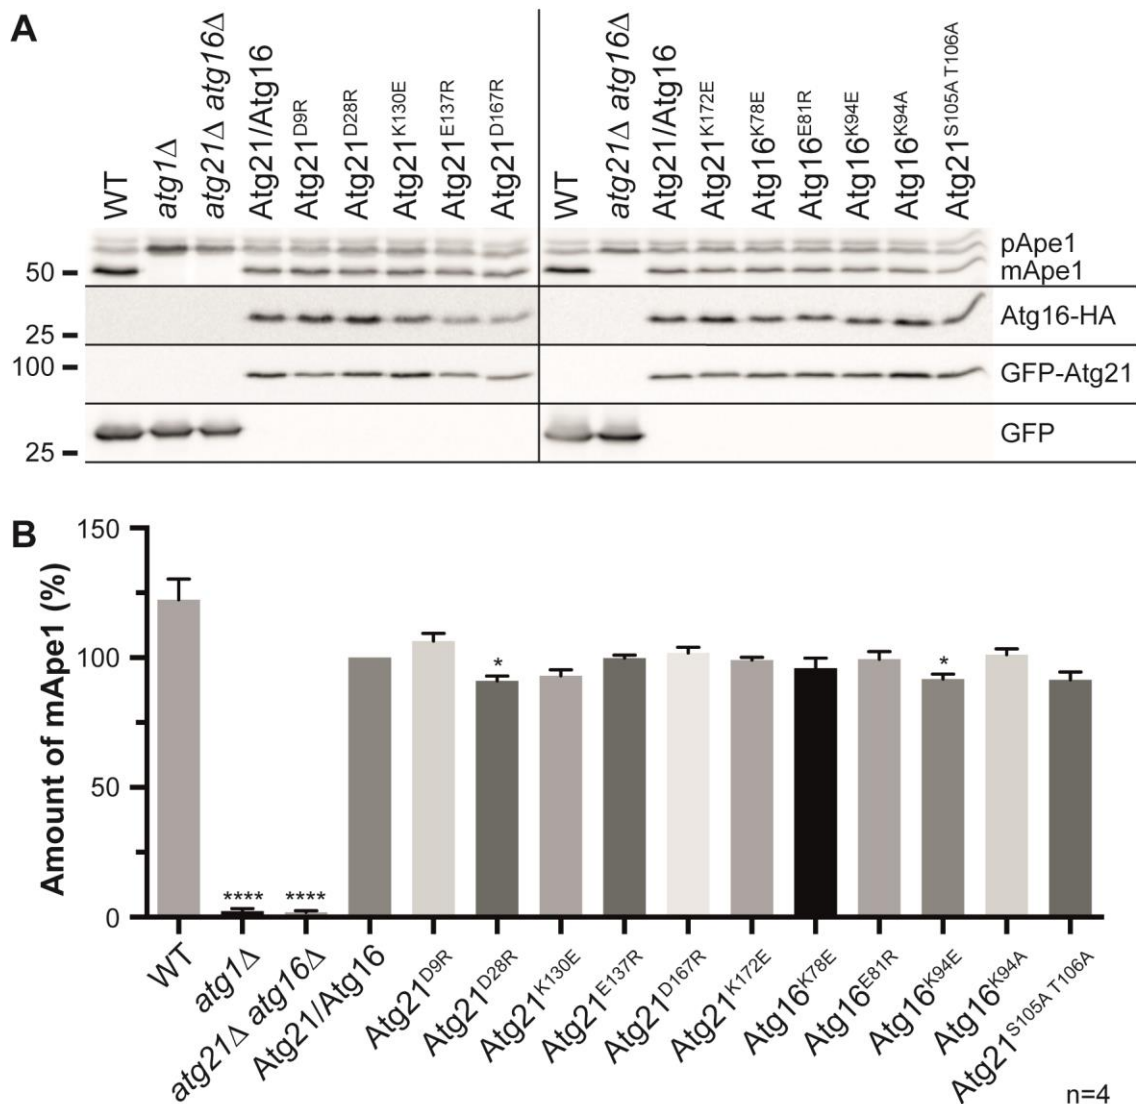 A
WT
atg1Δ
atg21Δ atg16Δ
Atg21/Atg16
Atg21D9R
Atg21D28R
Atg21K130E
Atg21E137R
Atg21D167R
WT
atg21Δ atg16Δ
Atg21/Atg16
Atg21K172E
Atg16K78E
Atg16E81R
Atg16K94E
Atg16K94A
Atg21S105A T106A
pApe1
50
mApe1
Atg16-HA
25
100
GFP-Atg21
GFP
25
B
Amount of mApe1 (%)
150
100
50
0
****
****
*
*
WT
atg1Δ
atg21Δ atg16Δ
Atg21/Atg16
Atg21D9R
Atg21D28R
Atg21K130E
Atg21E137R
Atg21D167R
Atg21K172E
Atg16K78E
Atg16E81R
Atg16K94E
Atg16K94A
Atg21S105A T106A
n=4